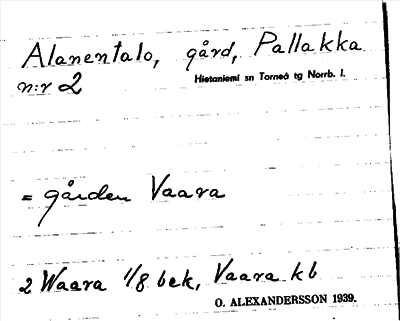 Alanentalo, gård, Pallakka
n:r 2
Hietaniemi sn Torneå tg Norrb. l.
= gården Vaara
2 Waara 1/8 bek, Vaara kb
O. ALEXANDERSSON 1939.